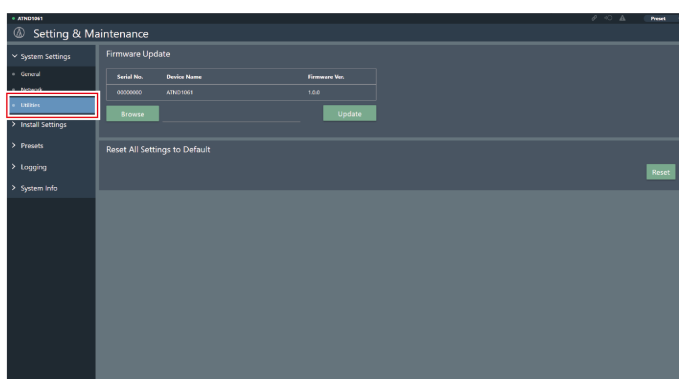 ATND1061
Preset
Setting & Maintenance
System Settings
General
Network
Utilities
Install Settings
Presets
Logging
System Info
Firmware Update
Serial No. Device Name Firmware Ver.
00000000 ATND1061 1.0.0
Browse Update
Reset All Settings to Default
Reset